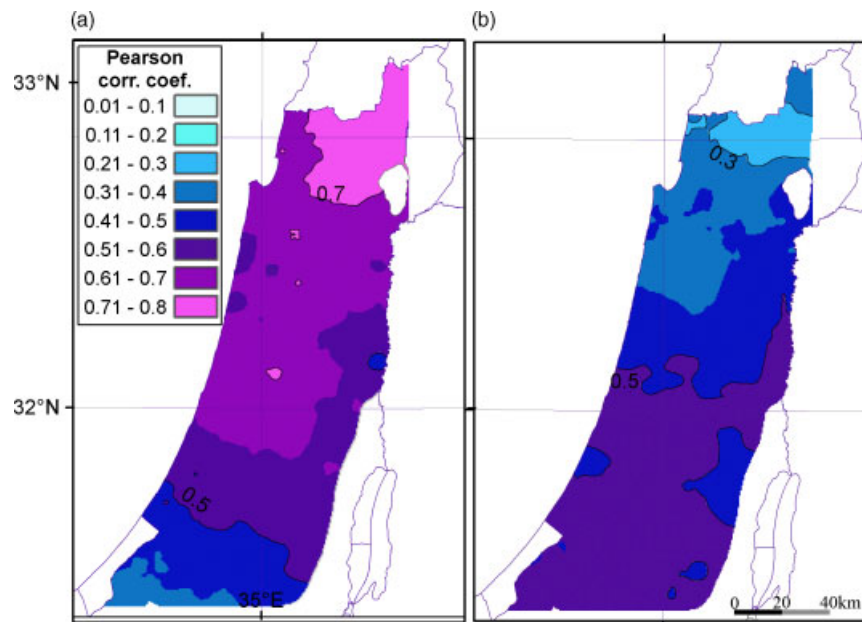 (a)
(b)
33°N
Pearson
corr. coef.
0.01 - 0.1
0.11 - 0.2
0.21 - 0.3
0.31 - 0.4
0.41 - 0.5
0.51 - 0.6
0.61 - 0.7
0.71 - 0.8
0.7
0.3
0.5
32°N
0.5
35°E
0 20 40km